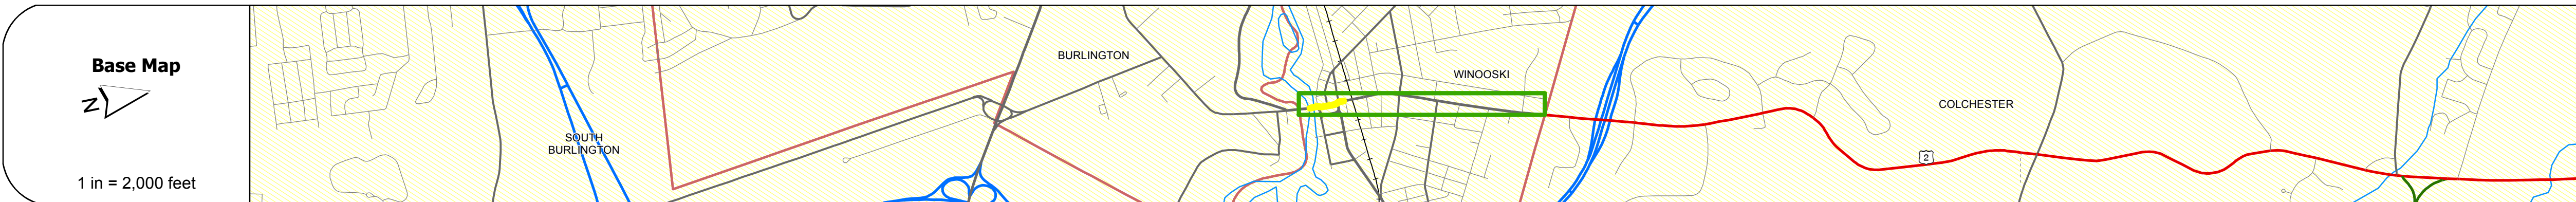 Base Map
N
1 in = 2,000 feet
SOUTH
BURLINGTON
BURLINGTON
WINOOSKI
COLCHESTER
2